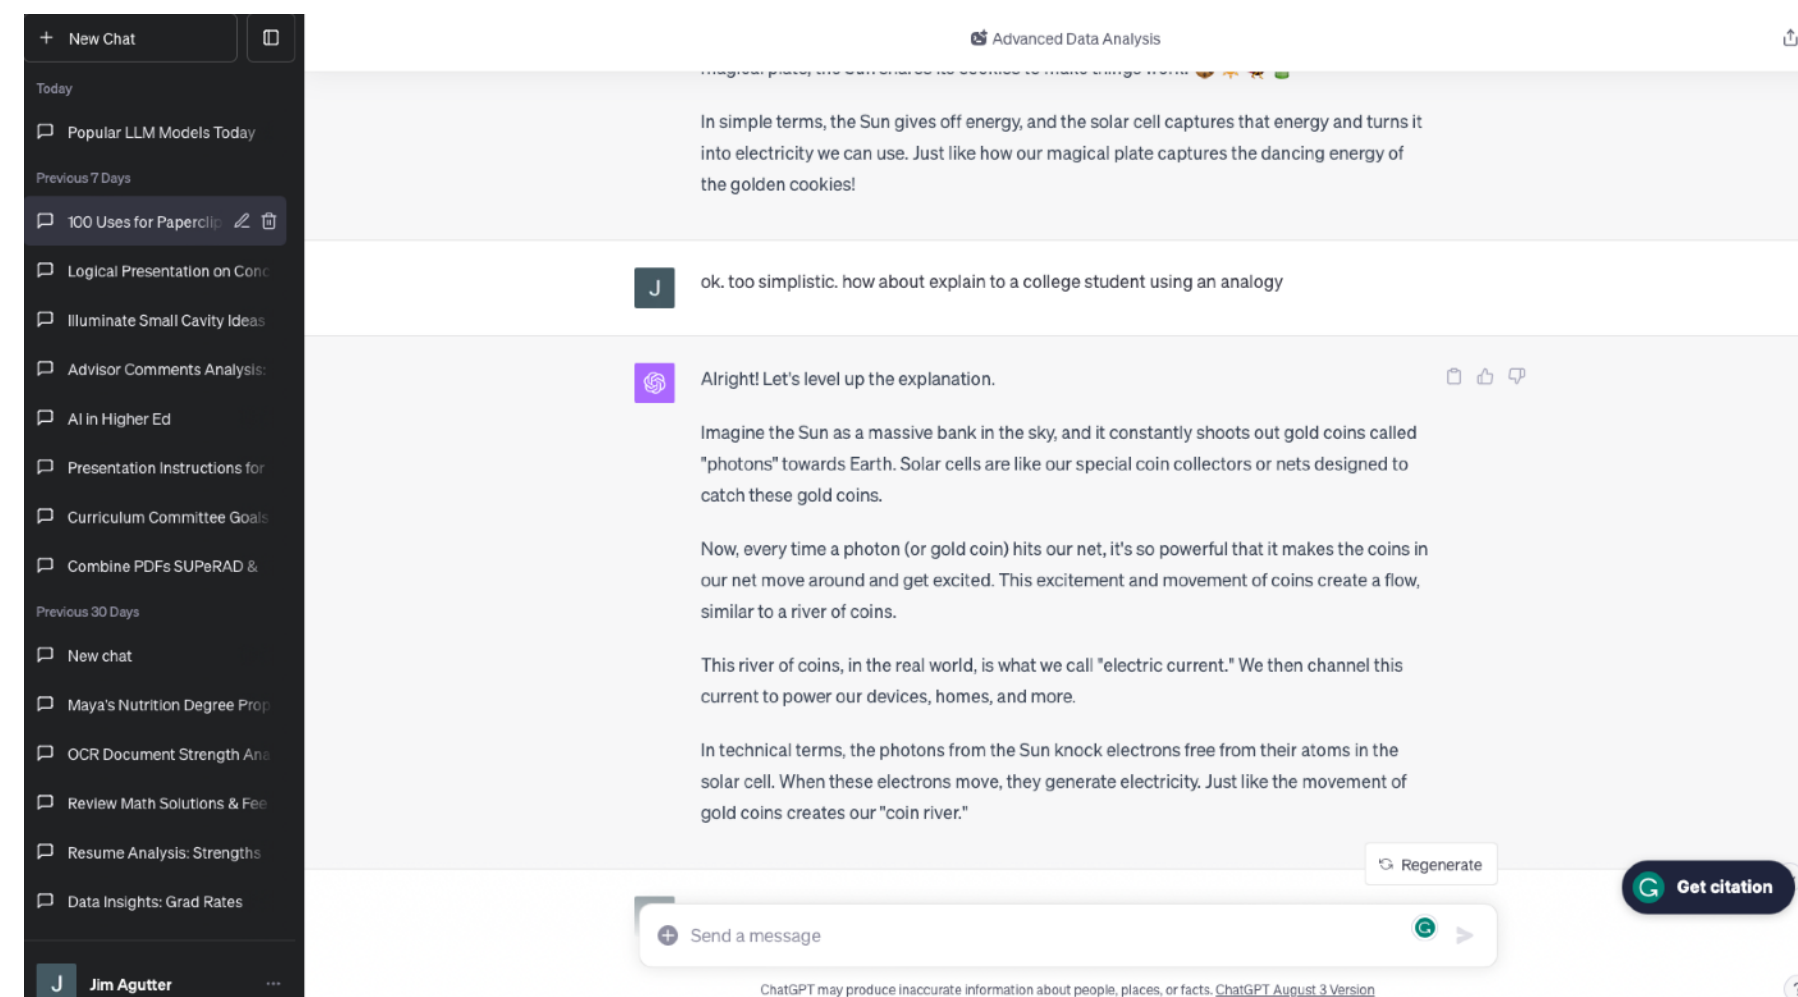 New Chat
Today
Popular LLM Models Today
Previous 7 Days
100 Uses for Paperclip
Logical Presentation on Conc
Illuminate Small Cavity Ideas
Advisor Comments Analysis:
AI in Higher Ed
Presentation Instructions for
Curriculum Committee Goals
Combine PDFs SUPeRAD &
Previous 30 Days
New chat
Maya's Nutrition Degree Prop
OCR Document Strength Ana
Review Math Solutions & Fee
Resume Analysis: Strengths
Data Insights: Grad Rates
J
Jim Agutter
Advanced Data Analysis
magical plate, the Sun shares its cookies to make things work!
In simple terms, the Sun gives off energy, and the solar cell captures that energy and turns it
into electricity we can use. Just like how our magical plate captures the dancing energy of
the golden cookies!
J
ok. too simplistic. how about explain to a college student using an analogy
Alright! Let's level up the explanation.
Imagine the Sun as a massive bank in the sky, and it constantly shoots out gold coins called
"photons" towards Earth. Solar cells are like our special coin collectors or nets designed to
catch these gold coins.
Now, every time a photon (or gold coin) hits our net, it's so powerful that it makes the coins in
our net move around and get excited. This excitement and movement of coins create a flow,
similar to a river of coins.
This river of coins, in the real world, is what we call "electric current." We then channel this
current to power our devices, homes, and more.
In technical terms, the photons from the Sun knock electrons free from their atoms in the
solar cell. When these electrons move, they generate electricity. Just like the movement of
gold coins creates our "coin river."
Regenerate
Get citation
Send a message
ChatGPT may produce inaccurate information about people, places, or facts. ChatGPT August 3 Version